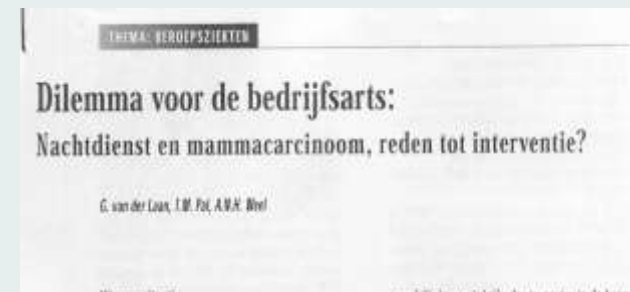 THEMA: BEROEPSZIEKTEN
Dilemma voor de bedrijfsarts:
Nachtdienst en mammacarcinoom, reden tot interventie?
G. van der Laan, T.M. Pal, A.N.H. Weel